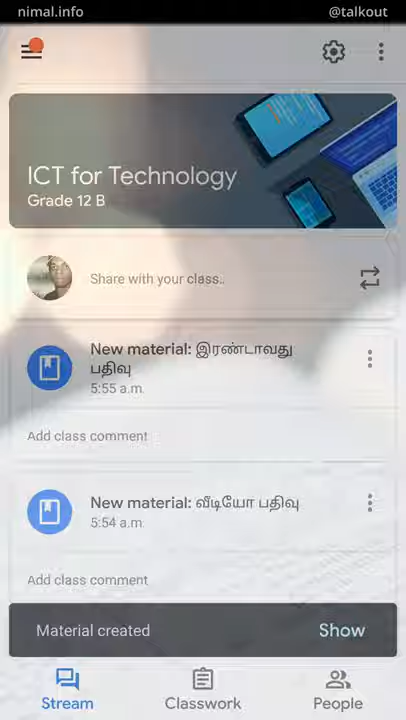 nimal.info
@talkout
ICT for Technology
Grade 12 B
Share with your class..
New material: இரண்டாவது
பதிவு
5:55 a.m.
Add class comment
New material: வீடியோ பதிவு
5:54 a.m.
Add class comment
Material created
Show
Stream
Classwork
People